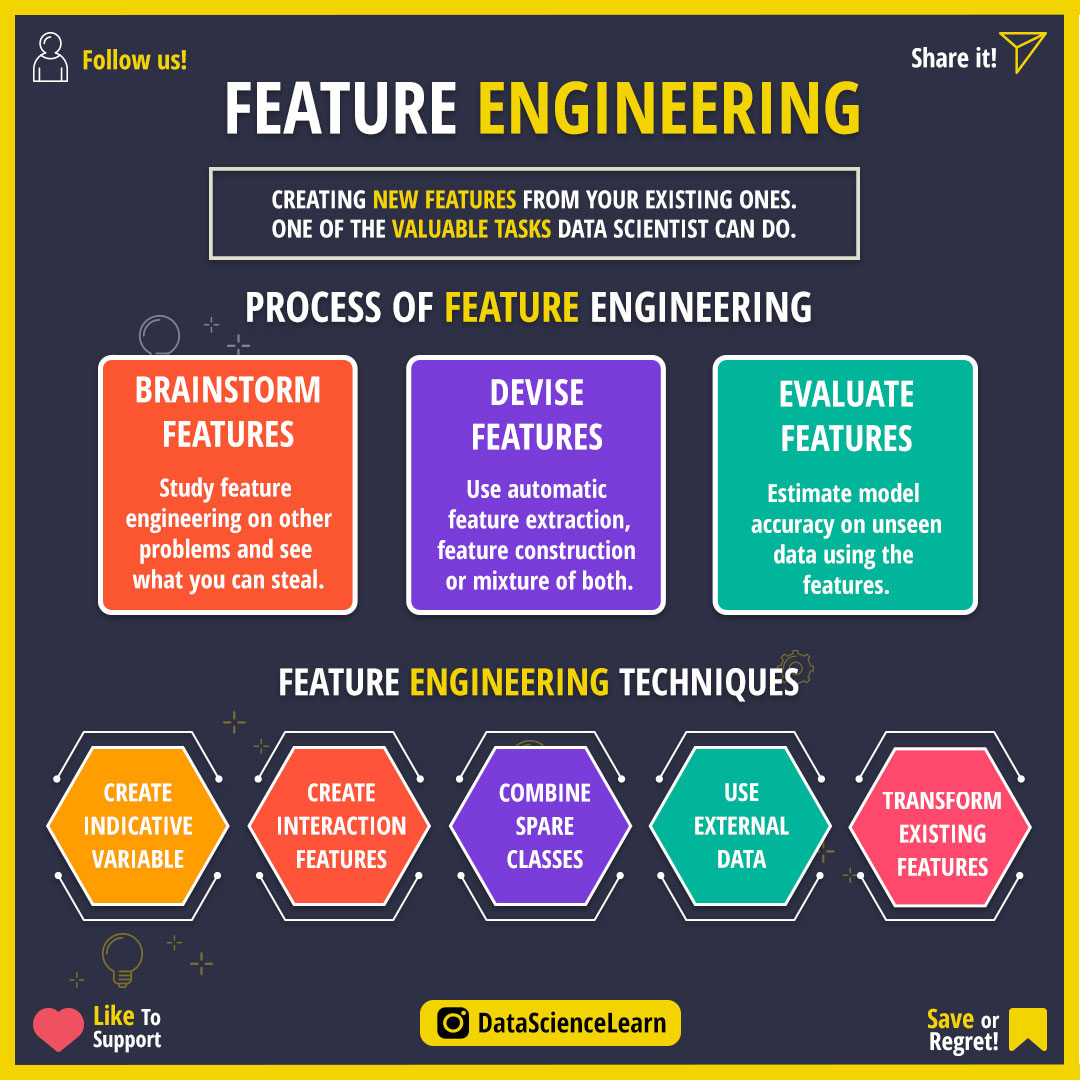 Follow us!
Share it!
FEATURE ENGINEERING
CREATING NEW FEATURES FROM YOUR EXISTING ONES.
ONE OF THE VALUABLE TASKS DATA SCIENTIST CAN DO.
PROCESS OF FEATURE ENGINEERING
BRAINSTORM
FEATURES
Study feature
engineering on other
problems and see
what you can steal.
DEVISE
FEATURES
Use automatic
feature extraction,
feature construction
or mixture of both.
EVALUATE
FEATURES
Estimate model
accuracy on unseen
data using the
features.
FEATURE ENGINEERING TECHNIQUES
CREATE
INDICATIVE
VARIABLE
CREATE
INTERACTION
FEATURES
COMBINE
SPARE
CLASSES
USE
EXTERNAL
DATA
TRANSFORM
EXISTING
FEATURES
Like To
Support
DataScienceLearn
Save or
Regret!